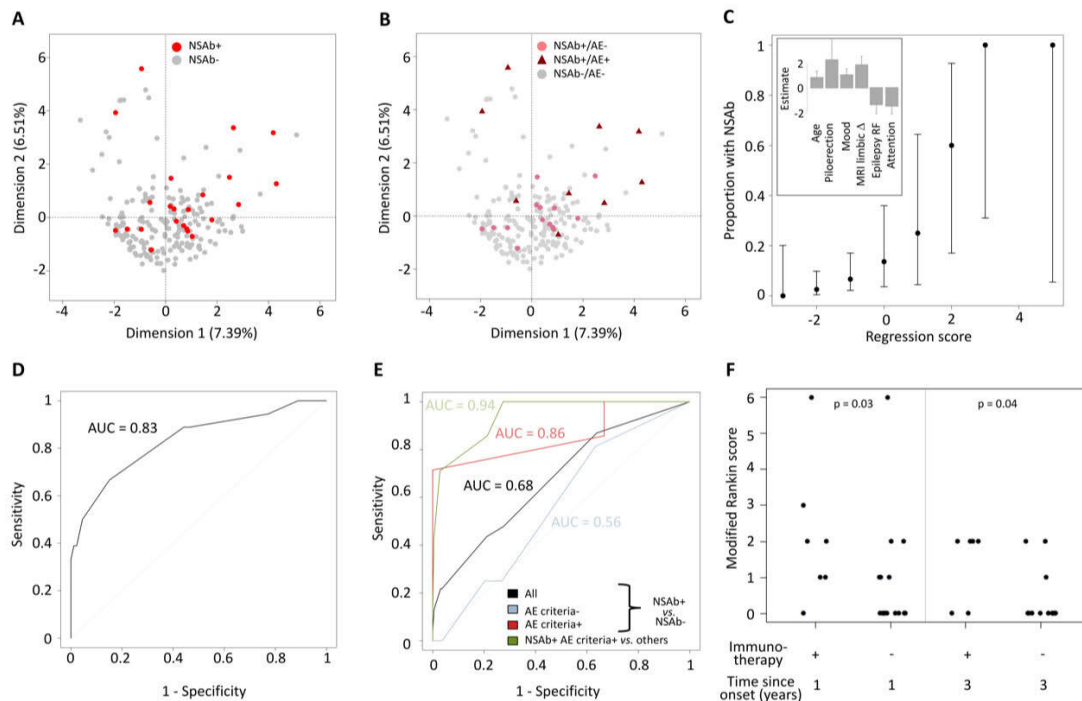 A
NSAb+
NSAb-
6
4
2
0
-2
-4
-2
0
2
4
6
Dimension 2 (6.51%)
Dimension 1 (7.39%)
B
NSAb+/AE-
NSAb+/AE+
NSAb-/AE-
6
4
2
0
-2
-4
-2
0
2
4
6
Dimension 2 (6.51%)
Dimension 1 (7.39%)
C
1
0.8
0.6
0.4
0.2
0
-2
0
2
4
Proportion with NSAb
Regression score
2
0
-2
Estimate
Age
Piloerection
Mood
MRI limbic Δ
Epilepsy RF
Attention
D
AUC = 0.83
1
0.8
0.6
0.4
0.2
0
0
0.2
0.4
0.6
0.8
1
Sensitivity
1 - Specificity
E
AUC = 0.94
AUC = 0.86
AUC = 0.68
AUC = 0.56
All
AE criteria-
AE criteria+
NSAb+ AE criteria+ vs. others
NSAb+
vs.
NSAb-
1
0.8
0.6
0.4
0.2
0
0
0.2
0.4
0.6
0.8
1
Sensitivity
1 - Specificity
F
p = 0.03
p = 0.04
6
5
4
3
2
1
0
Modified Rankin score
Immuno-
therapy
+
-
+
-
Time since
onset (years)
1
1
3
3